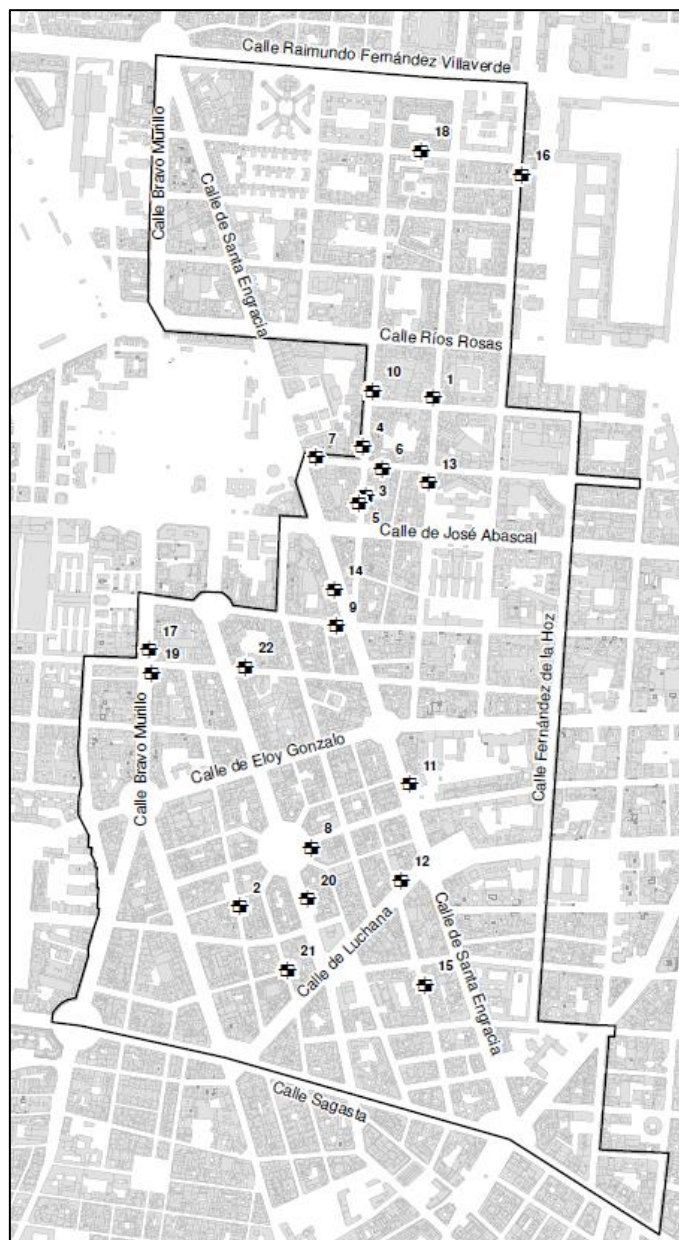 Calle Raimundo Fernández Villaverde
18
16
Calle Bravo Murillo
Calle de Santa Engracia
Calle Ríos Rosas
10
1
4
7
6
13
3
5
Calle de José Abascal
14
9
17
22
19
Calle Fernández de la Hoz
Calle Bravo Murillo
Calle de Eloy Gonzalo
11
8
12
20
2
Calle de Luchana
Calle de Santa Engracia
21
15
Calle Sagasta